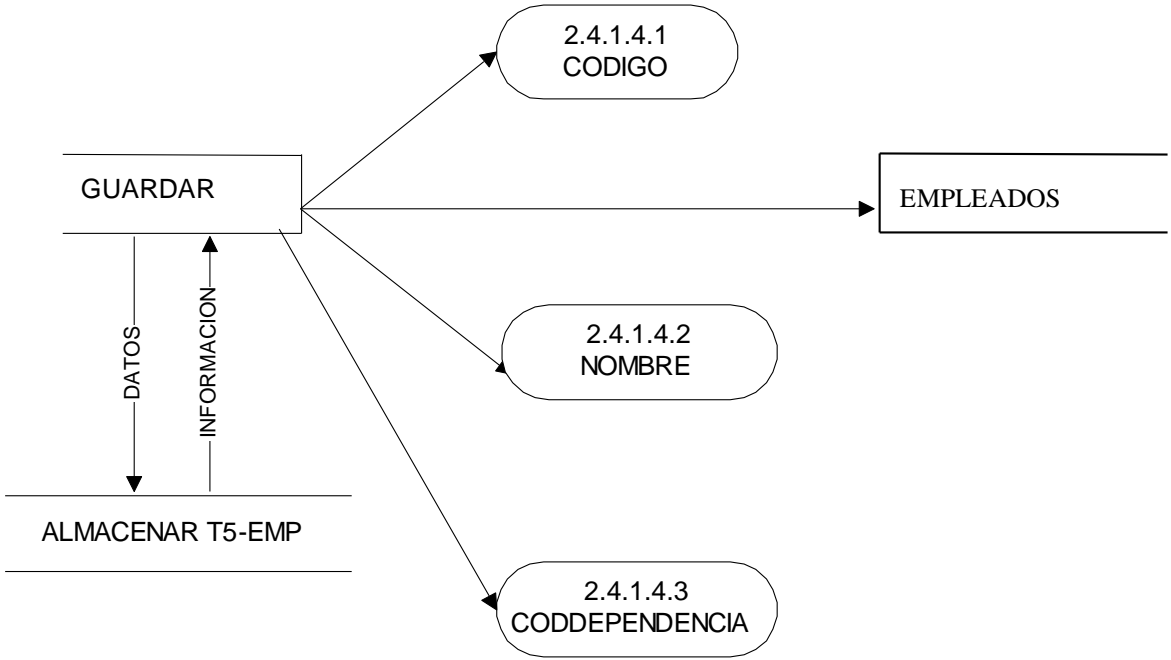 2.4.1.4.1
CODIGO
GUARDAR
EMPLEADOS
DATOS
INFORMACION
2.4.1.4.2
NOMBRE
ALMACENAR T5-EMP
2.4.1.4.3
CODDEPENDENCIA